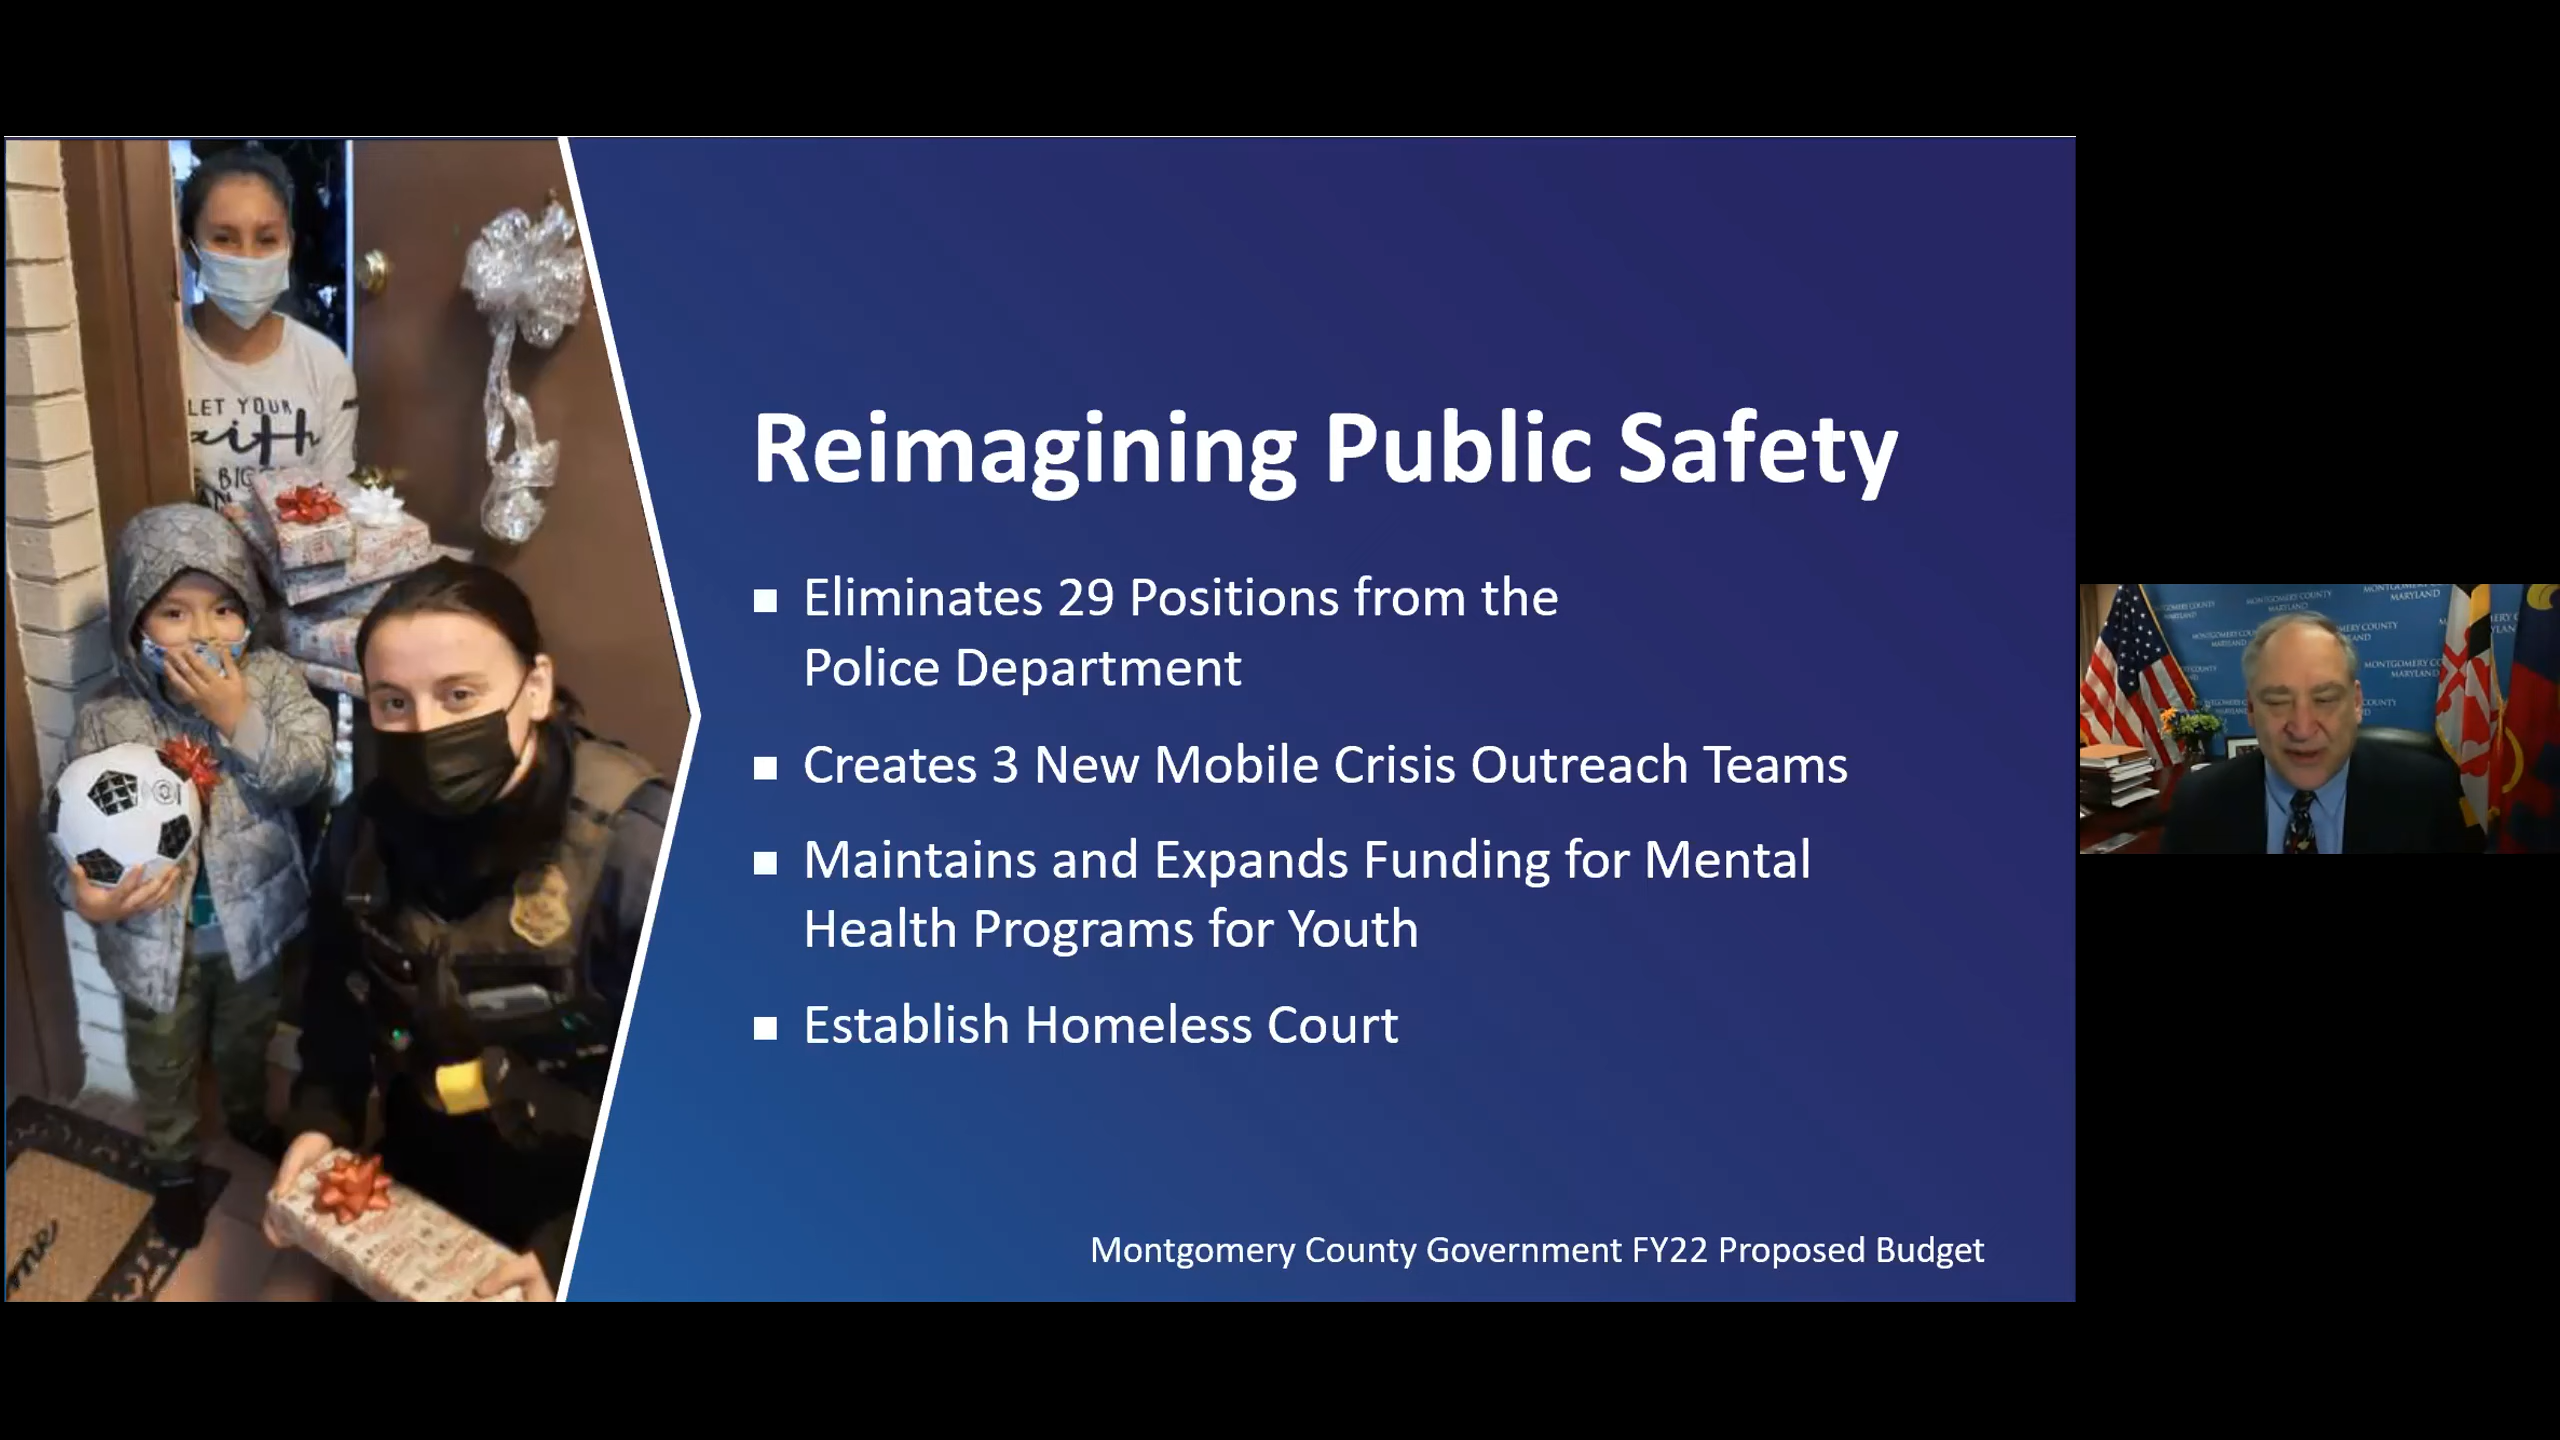 LET YOUR
Reimagining Public Safety
Eliminates 29 Positions from the
Police Department
Creates 3 New Mobile Crisis Outreach Teams
Maintains and Expands Funding for Mental
Health Programs for Youth
Establish Homeless Court
Montgomery County Government FY22 Proposed Budget
MONTGOMERY COUNTY
MARYLAND